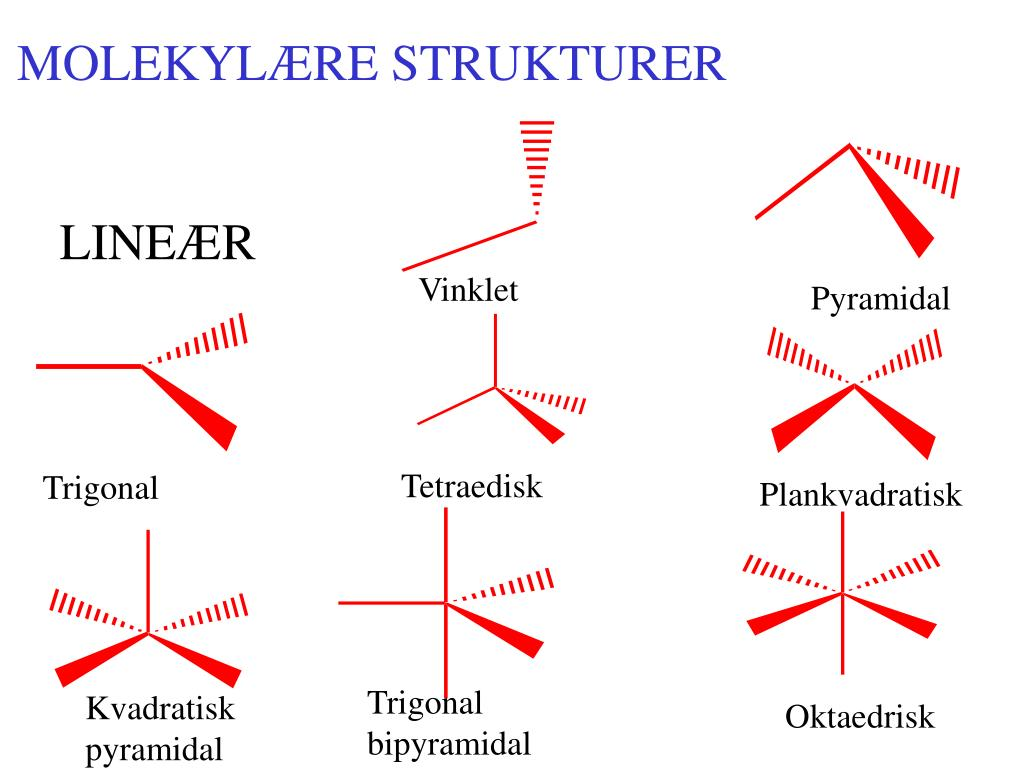 MOLEKYLÆRE STRUKTURER
LINEÆR
Vinklet
Pyramidal
Trigonal
Tetraedisk
Plankvadratisk
Kvadratisk
pyramidal
Trigonal
bipyramidal
Oktaedrisk